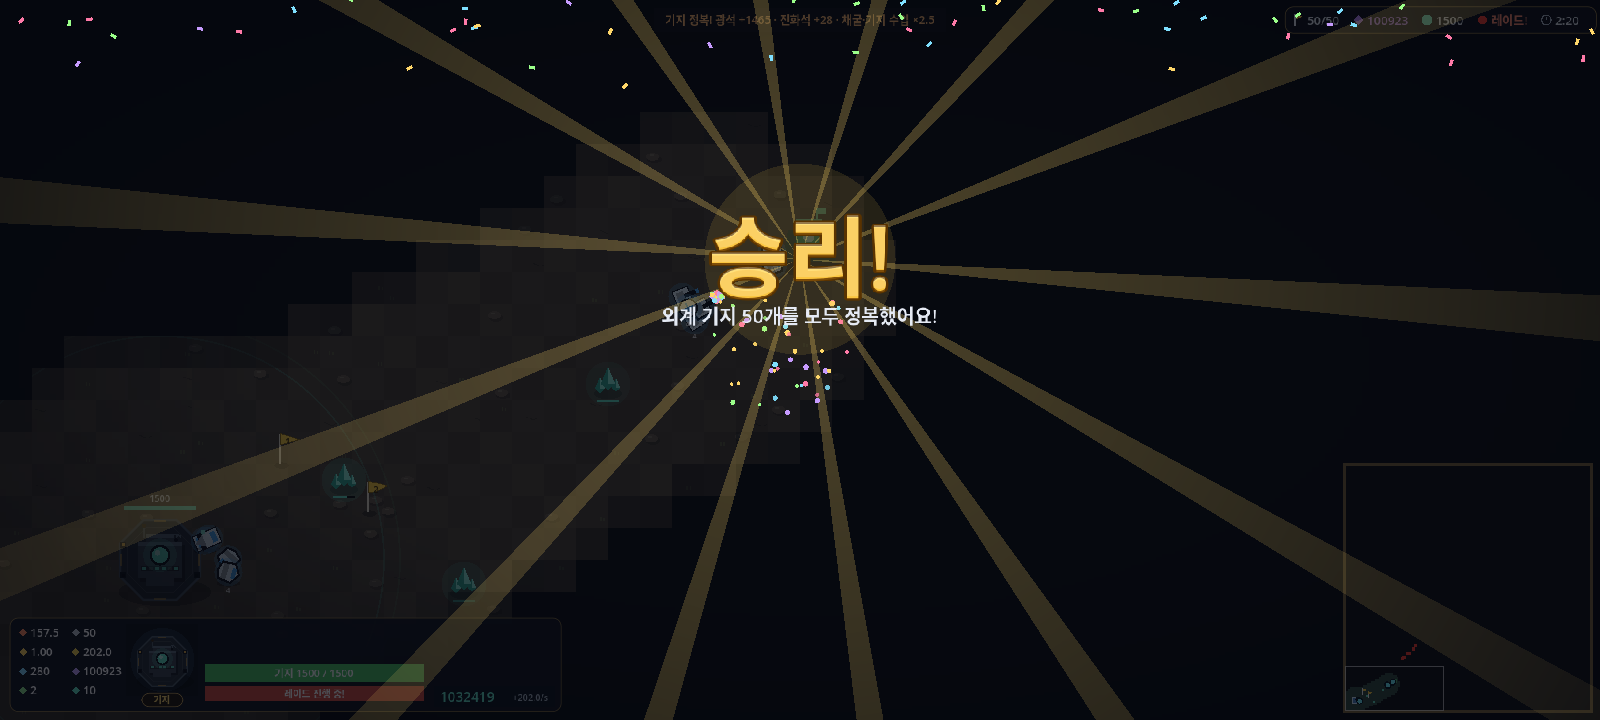 기지 정복! 광석 +1465 · 진화석 +28 · 채굴·기지 수입 ×2.5
50/50 100923 1500 레이드! 2:20
승리!
외계 기지 50개를 모두 정복했어요!
1500
157.5 50
1.00 202.0
280 100923
2 10
기지
기지 1500 / 1500
레이드 진행 중!
1032419
+202.0/s